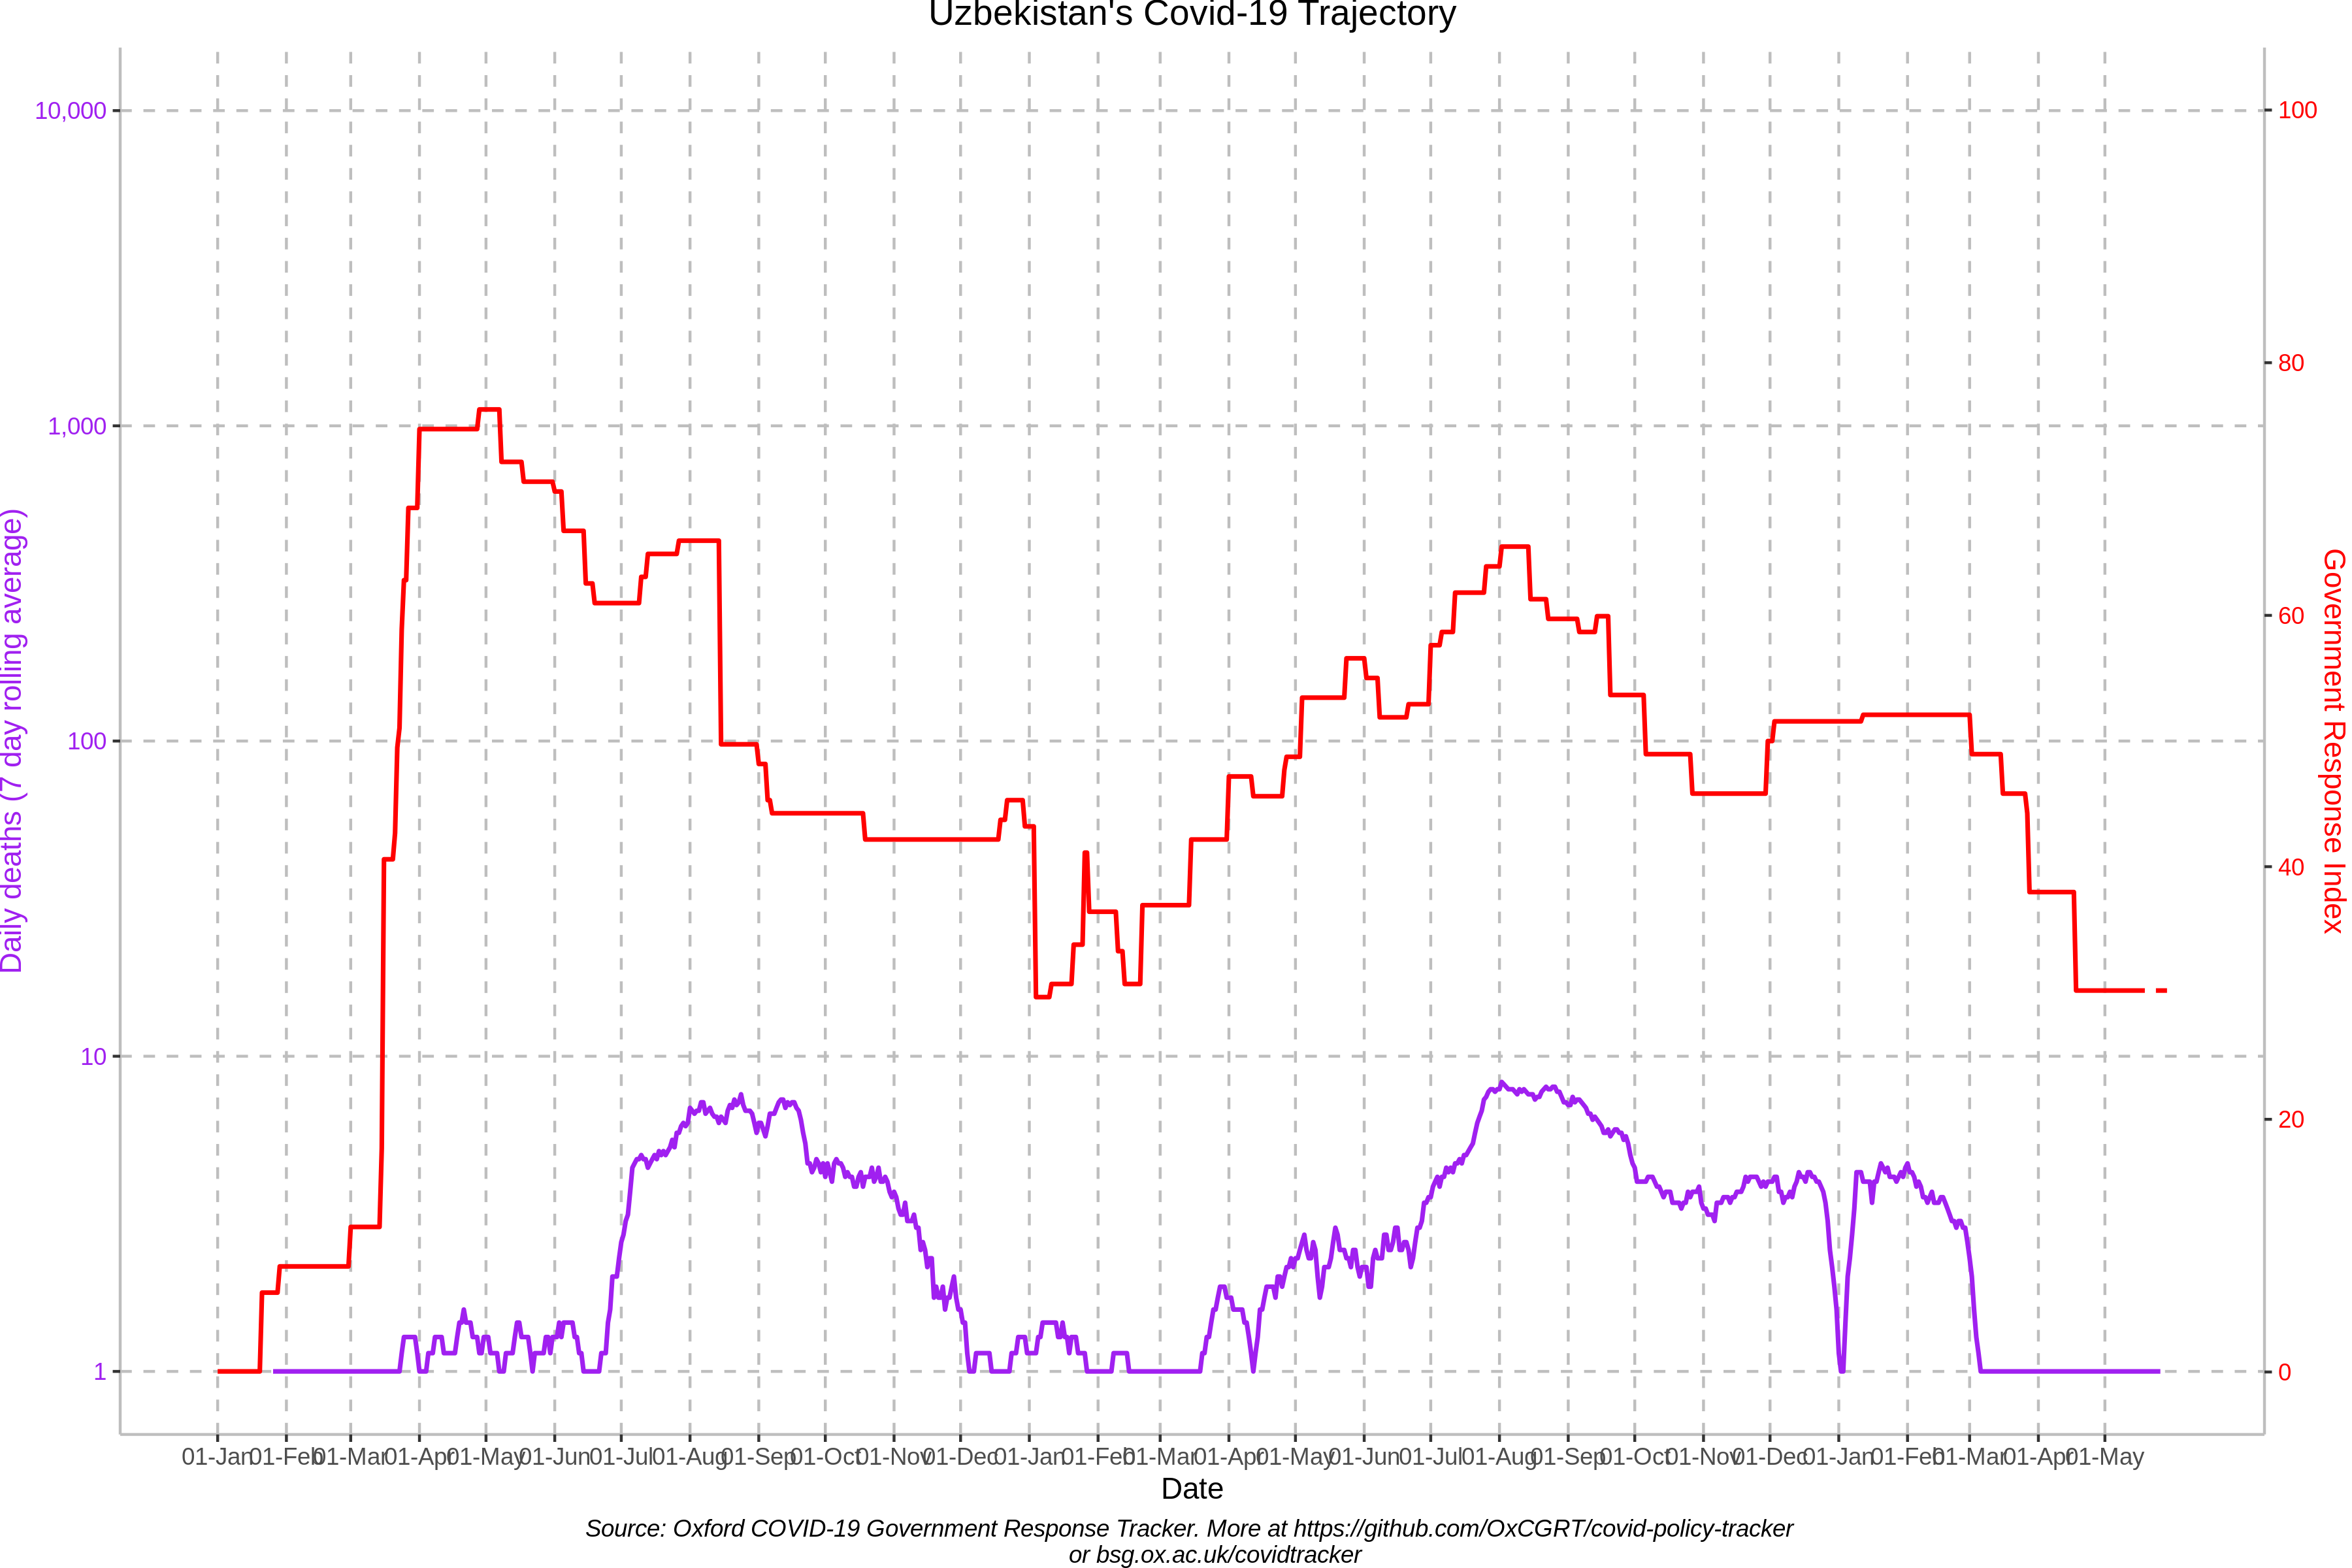 Uzbekistan's Covid-19 Trajectory
10,000
1,000
100
10
1
Daily deaths (7 day rolling average)
100
80
60
40
20
0
Government Response Index
01-Jan 01-Feb 01-Mar 01-Apr 01-May 01-Jun 01-Jul 01-Aug 01-Sep 01-Oct 01-Nov 01-Dec 01-Jan 01-Feb 01-Mar 01-Apr 01-May 01-Jun 01-Jul 01-Aug 01-Sep 01-Oct 01-Nov 01-Dec 01-Jan 01-Feb 01-Mar 01-Apr 01-May
Date
Source: Oxford COVID-19 Government Response Tracker. More at https://github.com/OxCGRT/covid-policy-tracker
or bsg.ox.ac.uk/covidtracker